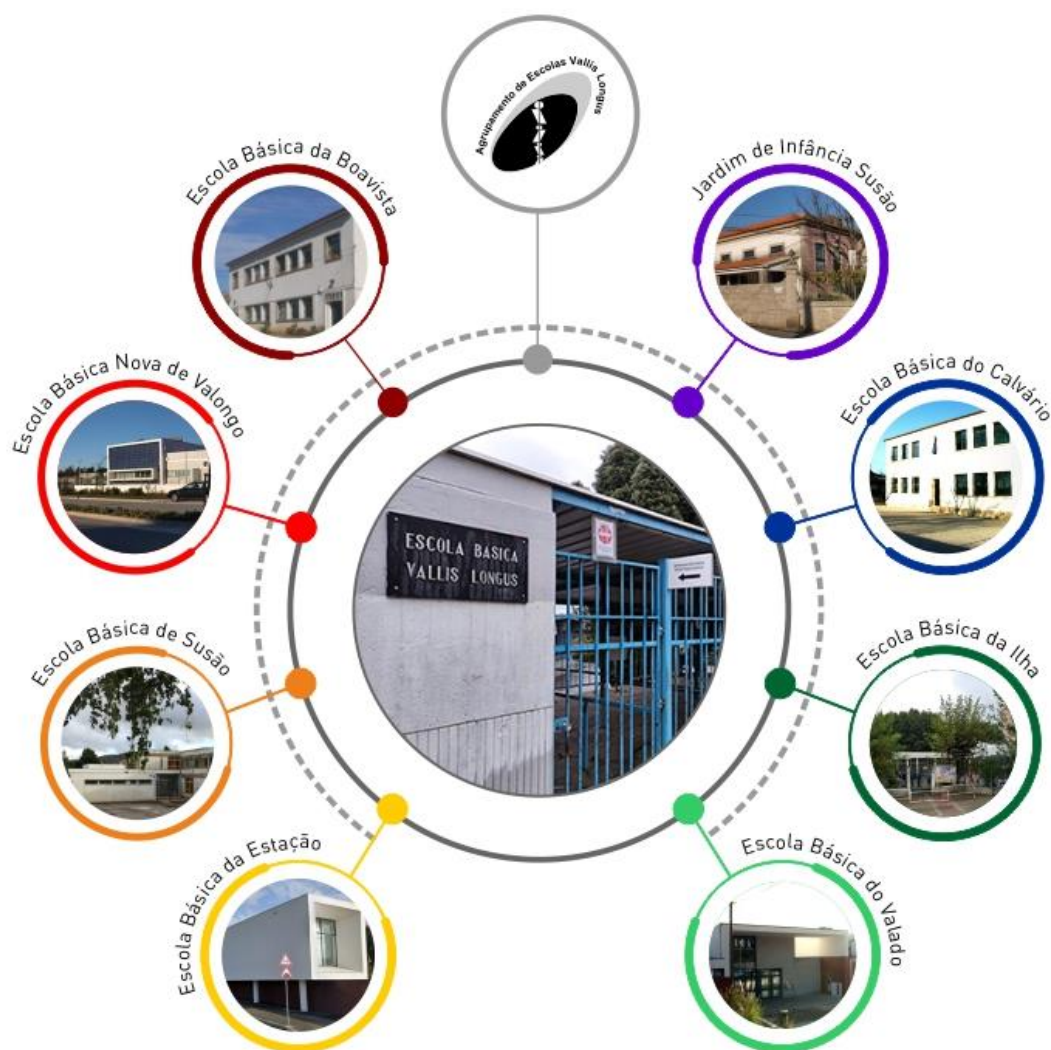 Agrupamento de Escolas Vallis Longus
Escola Básica da Boavista
Jardim de Infância Susão
Escola Básica Nova de Valongo
Escola Básica do Calvário
ESCOLA BÁSICA
VALLIS LONGUS
Escola Básica de Susão
Escola Básica da Ilha
Escola Básica da Estação
Escola Básica do Valado